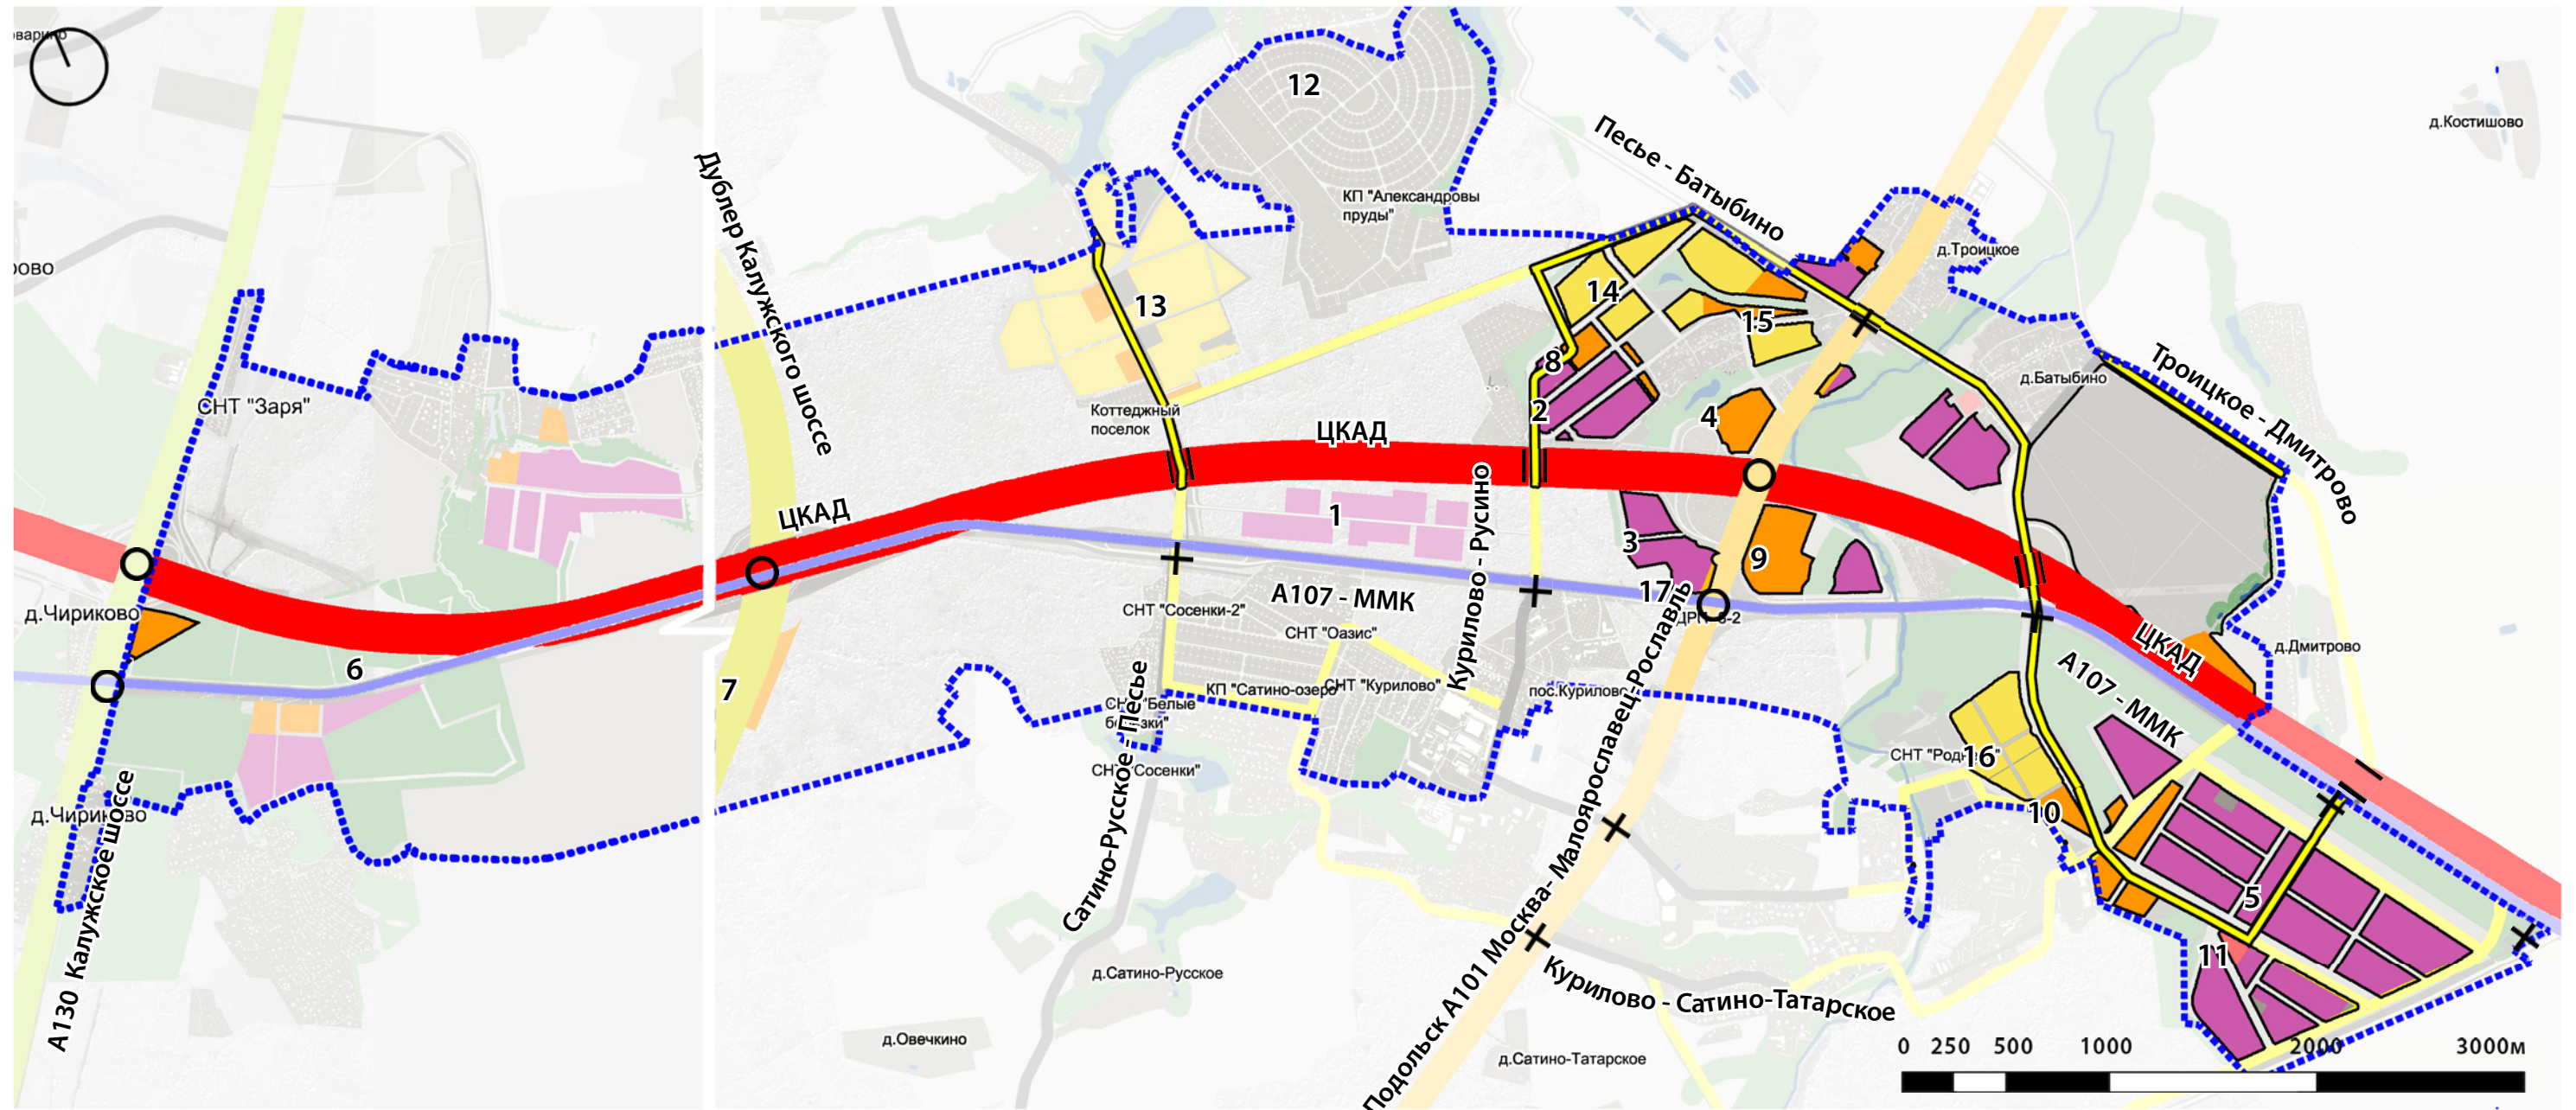 12
д.Костишово
Песье - Батыбино
Дублер Калужского шоссе
КП "Александровы
пруды"
д.Троицкое
13
14
15
СНТ "Заря"
8
2
4
д.Батыбино
Троицкое - Дмитрово
Коттеджный
поселок
ЦКАД
ЦКАД
1
3
9
Курилово - Русино
17
А107 - ММК
д.Чириково
СНТ "Сосенки-2"
СНТ "Оазис"
6
7
КП "Сатино-озеро"
СНТ "Курилово"
пос.Курилово
ЦКАД
д.Дмитрово
А107 - ММК
СНТ "Сосенки"
16
10
5
11
д.Чириково
А130 Калужское шоссе
Сатино-Русское - Песье
Подольск А101 Москва- Малоярославец-Рославль
Курилово - Сатино-Татарское
д.Сатино-Русское
д.Овечкино
д.Сатино-Татарское
0 250 500 1000 2000 3000м